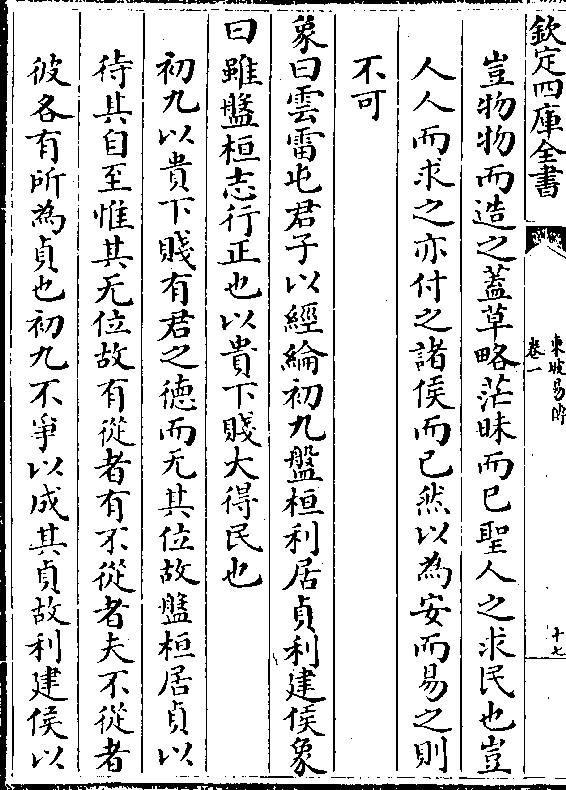 欽定四庫全書
東坡易傳
卷一
十七
豈物物而造之蓋草略茫昧而已聖人之求民也豈
人人而求之亦付之諸侯而已然以為安而易之則
不可
象曰雲雷屯君子以經綸初九盤桓利居貞利建侯象
曰雖盤桓志行正也以貴下賤大得民也
初九以貴下賤有君之德而无其位故盤桓居貞以
待其自至惟其无位故有從者有不從者夫不從者
彼各有所為貞也初九不爭以成其貞故利建侯以